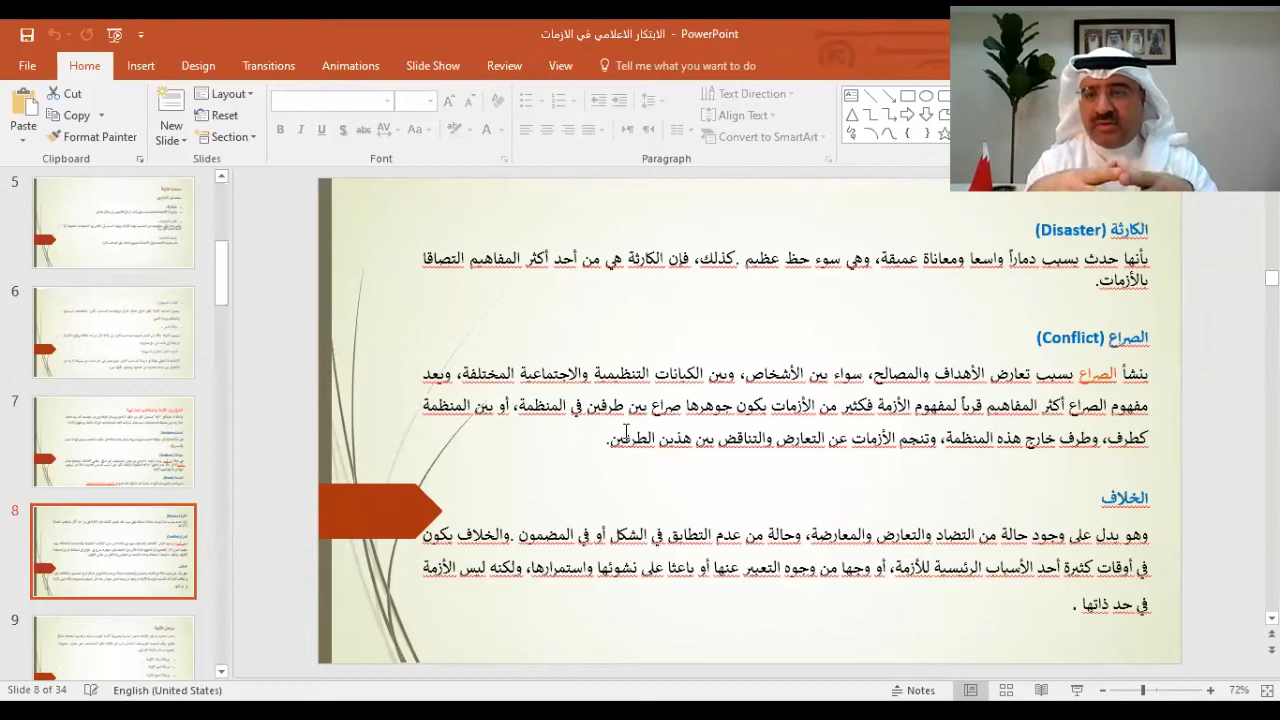 الابتكار الاعلامي في الازمات - PowerPoint
File Home Insert Design Transitions Animations Slide Show Review View Tell me what you want to do
Paste
Cut
Copy
Format Painter
Clipboard
New Slide
Layout
Reset
Section
Slides
B I U S abc AV Aa A
Font
Text Direction
Align Text
Convert to SmartArt
Paragraph
5
6
7
8
9
الكارثة (Disaster)
بأنها حدث يسبب دماراً واسعا ومعاناة عميقة، وهي سوء حظ عظيم .كذلك، فإن الكارثة هي من أحد أكثر المفاهيم التصاقا
بالأزمات.
الصراع (Conflict)
ينشأ الصراع بسبب تعارض الأهداف والمصالح، سواء بين الأشخاص، وبين الكيانات التنظيمية والاجتماعية المختلفة، ويعد
مفهوم الصراع أكثر المفاهيم قرباً لمفهوم الأزمة فكثير من الأزمات يكون جوهرها صراع بين طرفين في المنظمة، أو بين المنظمة
كطرف، وطرف خارج هذه المنظمة، وتنجم الأزمات عن التعارض والتناقض بين هذين الطرفين.
الخلاف
وهو يدل على وجود حالة من التضاد والتعارض والمعارضة، وحالة من عدم التطابق في الشكل أو في المضمون .والخلاف يكون
في أوقات كثيرة أحد الأسباب الرئيسية للأزمة، أو وجها من وجوه التعبير عنها أو باعثا على نشوئها واستمرارها، ولكنه ليس الأزمة
في حد ذاتها .
Slide 8 of 34 English (United States) Notes 72%